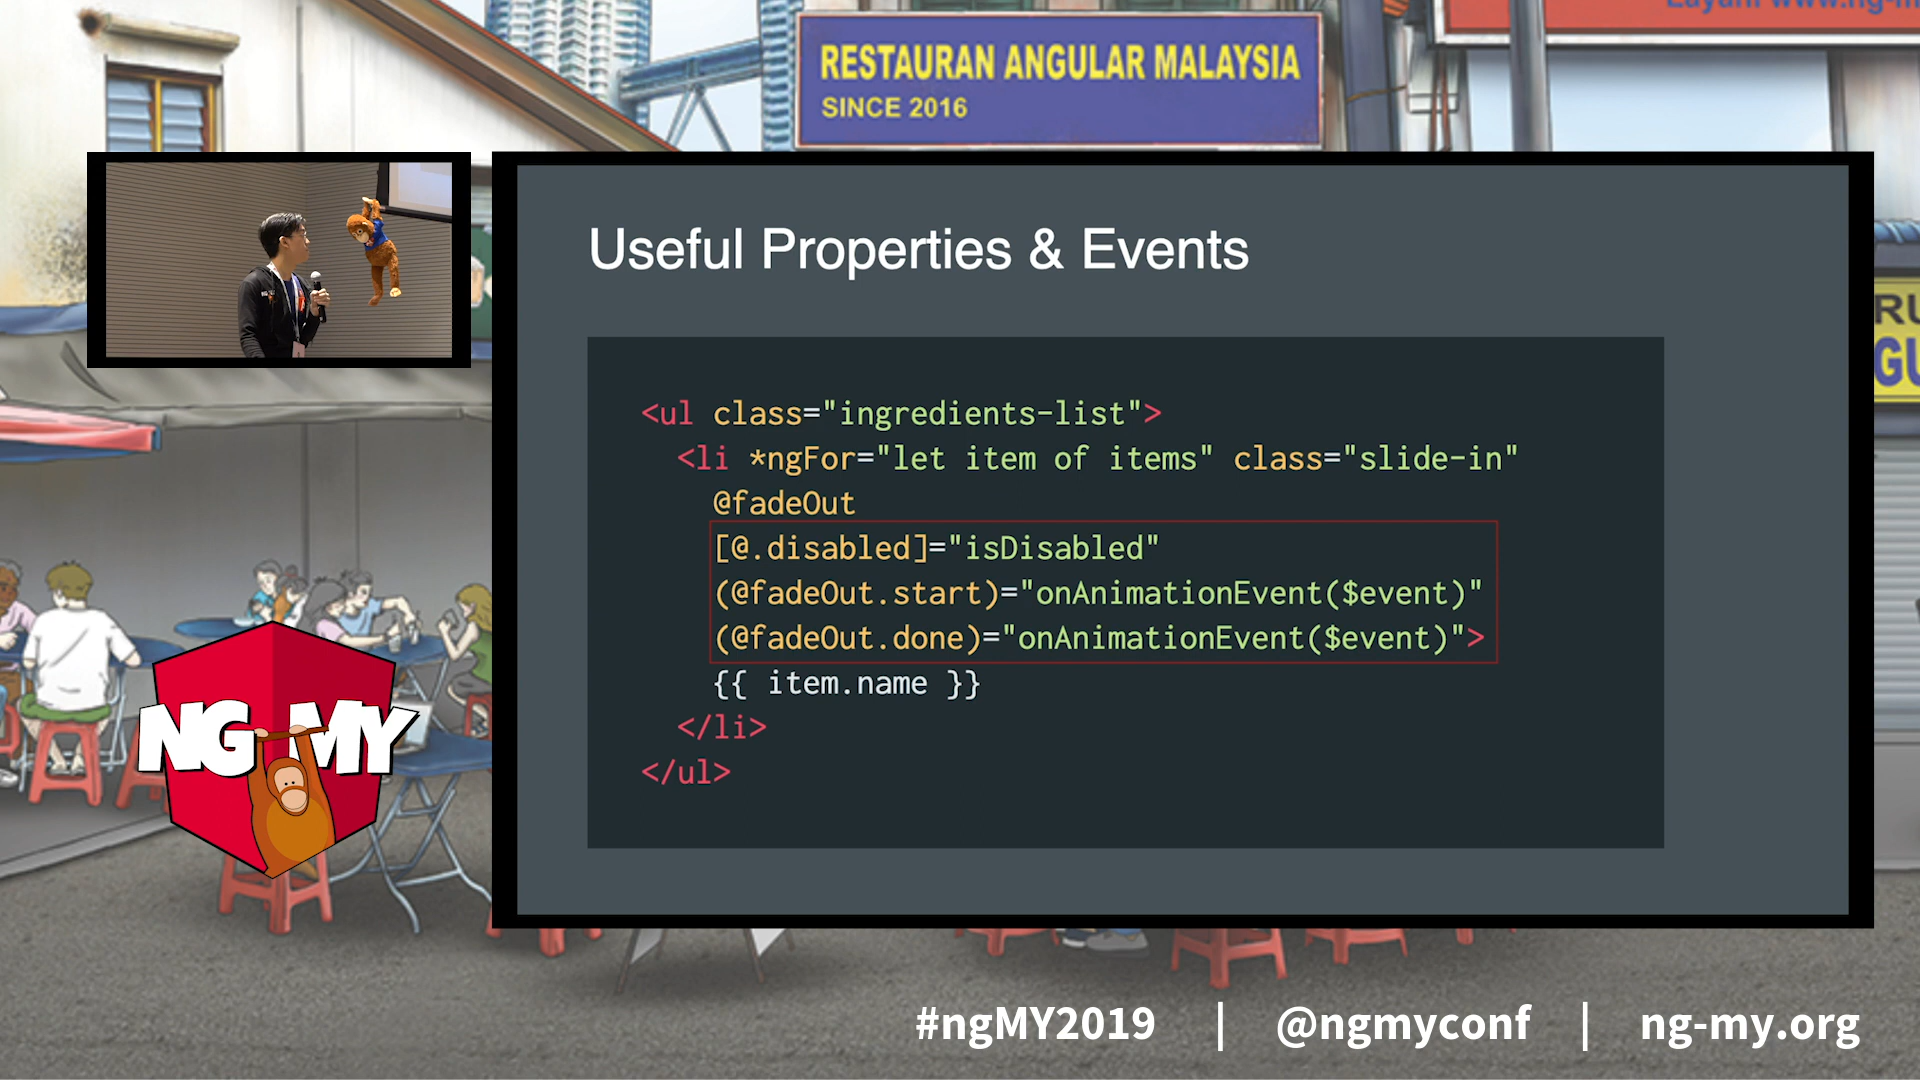 RESTAURAN ANGULAR MALAYSIA
SINCE 2016
Useful Properties & Events
<ul class="ingredients-list">
<li *ngFor="let item of items" class="slide-in"
@fadeOut
[@.disabled]="isDisabled"
(@fadeOut.start)="onAnimationEvent($event)"
(@fadeOut.done)="onAnimationEvent($event)">
{{ item.name }}
</li>
</ul>
NG MY
#ngMY2019 | @ngmyconf | ng-my.org